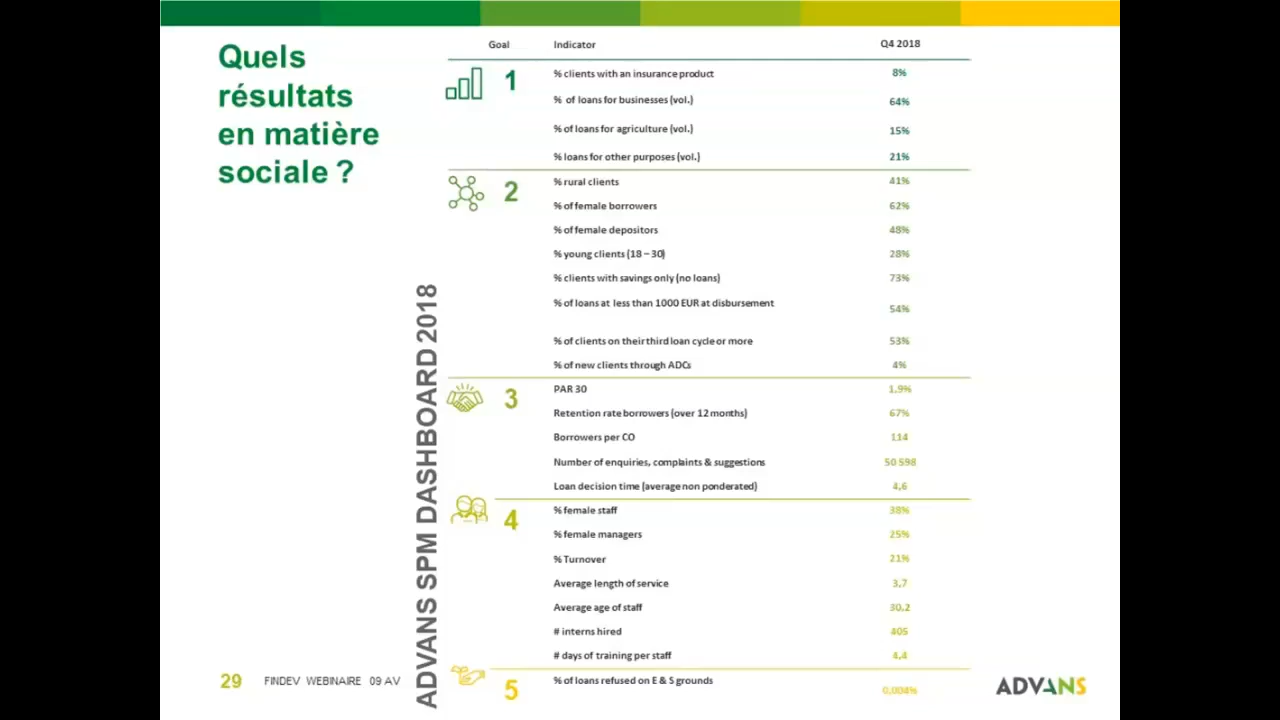 Quels
résultats
en matière
sociale ?
ADVANS SPM DASHBOARD 2018
Goal Indicator Q4 2018
1
% clients with an insurance product 8%
% of loans for businesses (vol.) 64%
% of loans for agriculture (vol.) 15%
% loans for other purposes (vol.) 21%
2
% rural clients 41%
% of female borrowers 62%
% of female depositors 48%
% young clients (18 – 30) 28%
% clients with savings only (no loans) 73%
% of loans at less than 1000 EUR at disbursement 54%
% of clients on their third loan cycle or more 53%
% of new clients through ADCs 4%
3
PAR 30 1,9%
Retention rate borrowers (over 12 months) 67%
Borrowers per CO 114
Number of enquiries, complaints & suggestions 50 598
Loan decision time (average non ponderated) 4,6
4
% female staff 38%
% female managers 25%
% Turnover 21%
Average length of service 3,7
Average age of staff 30,2
# interns hired 405
# days of training per staff 4,4
5
% of loans refused on E & S grounds 0,004%
29 FINDEV WEBINAIRE 09 AV
ADVANS